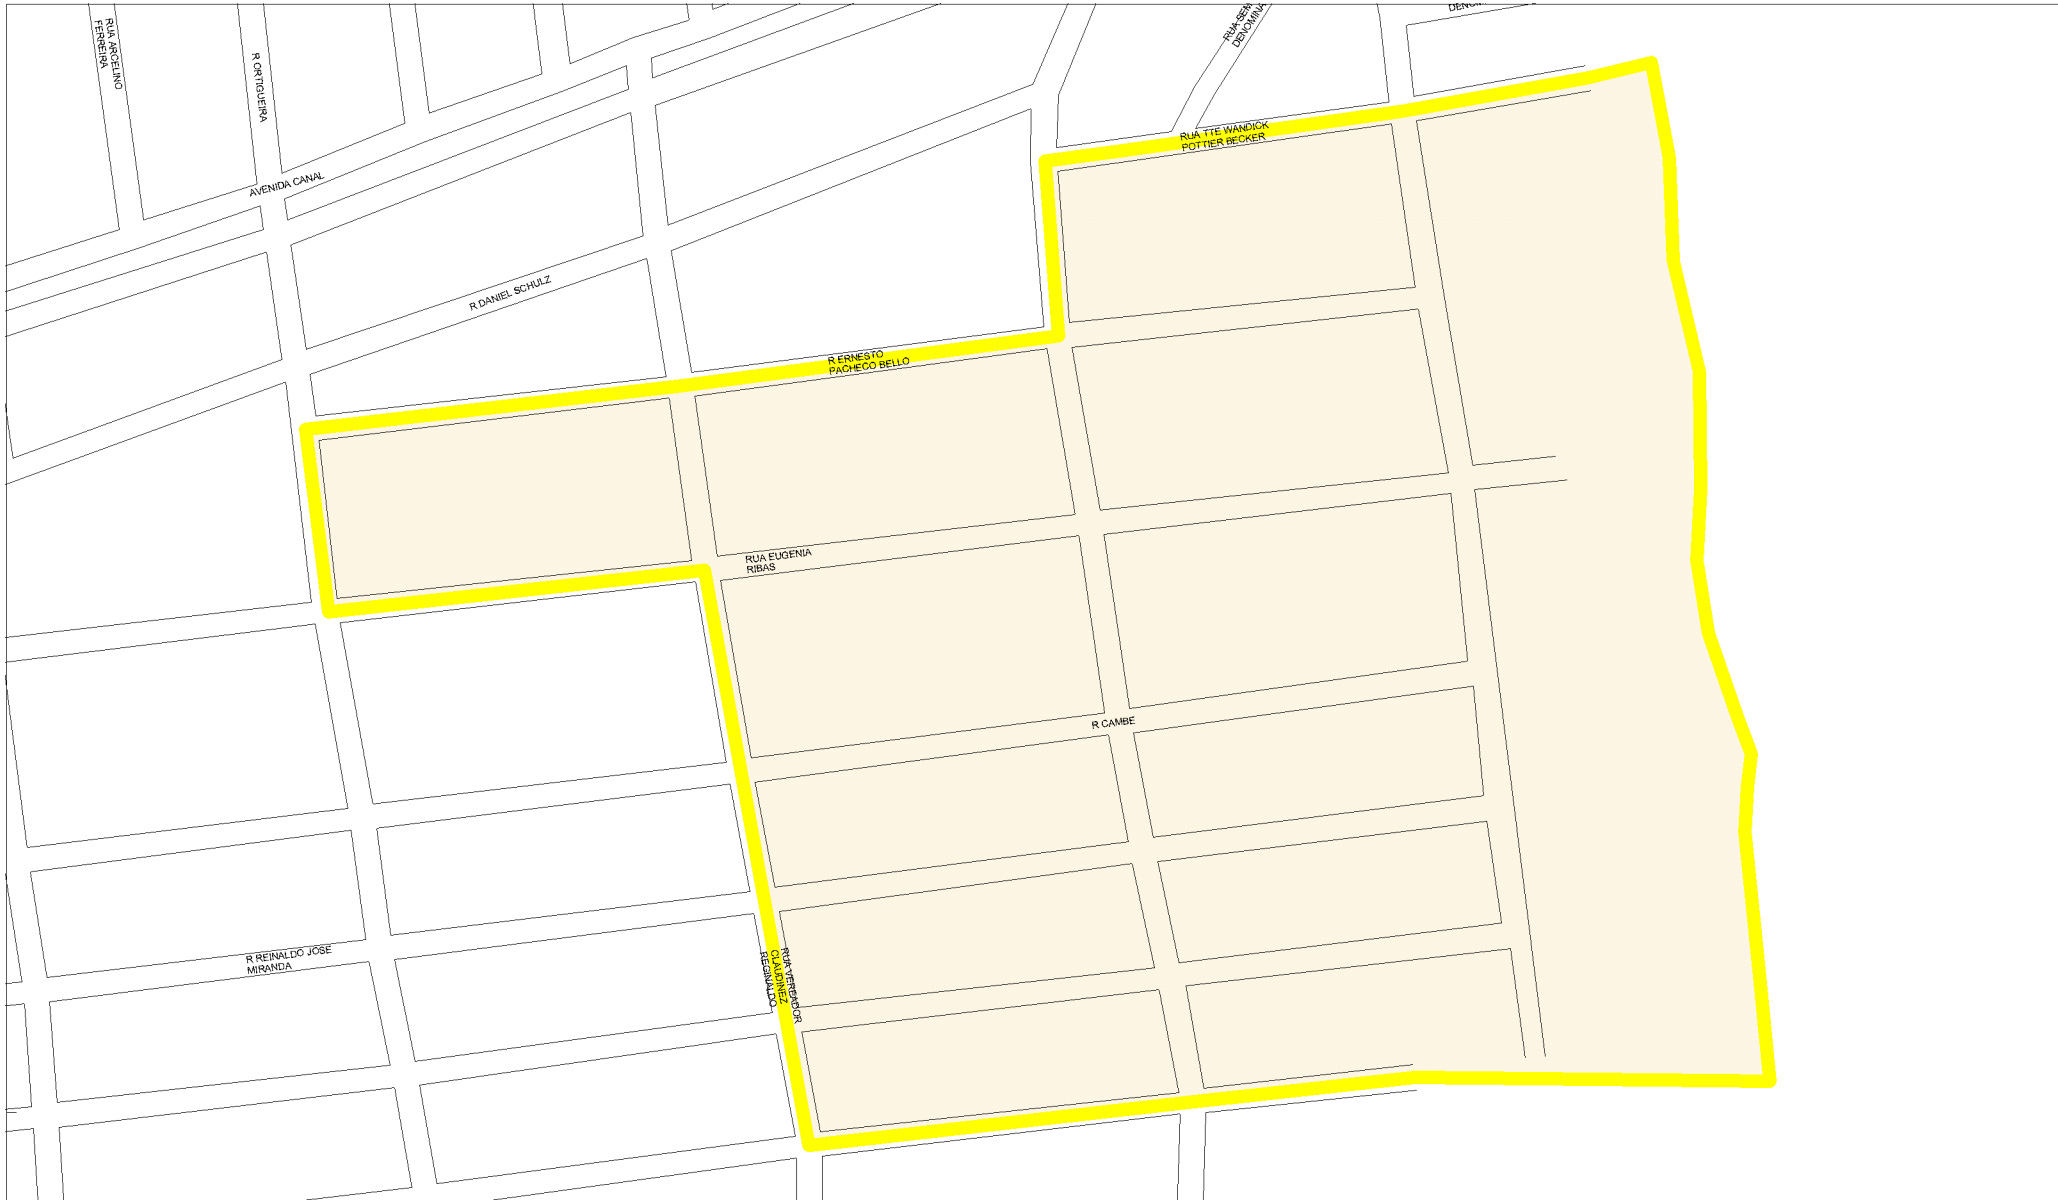 RUA ARCELINO
FERREIRA
R ORTIGUEIRA
DENOMINA
RUA TTE WANDICK
POTTIER BECKER
AVENIDA CANAL
R DANIEL SCHULZ
R ERNESTO
PACHECO BELLO
RUA EUGENIA
RIBAS
R CAMBE
R REINALDO JOSE
MIRANDA
RUA VEREADOR
CLAUDINEZ
REGINALDO